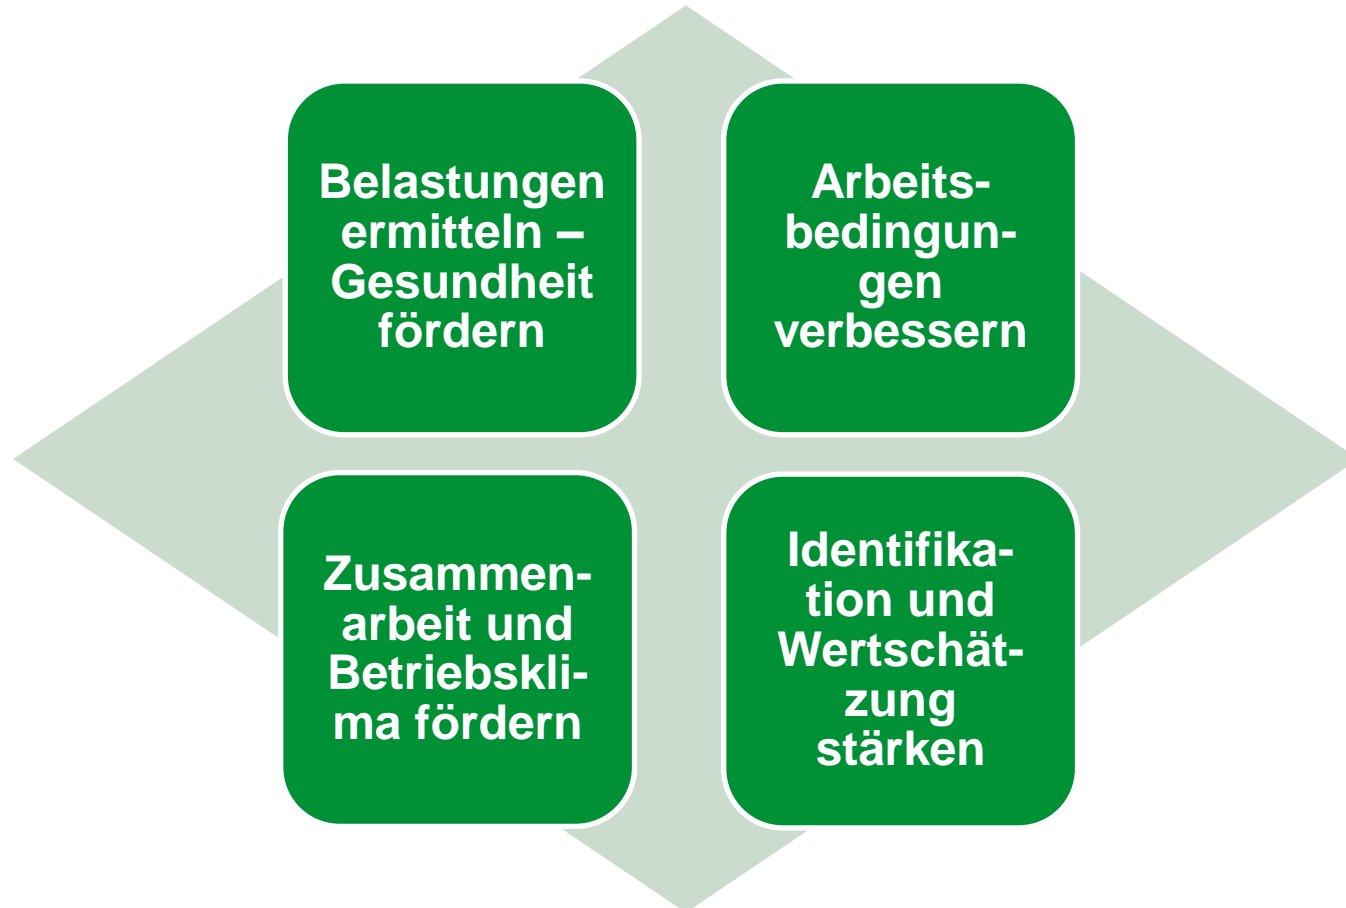 Belastungen
ermitteln –
Gesundheit
fördern
Arbeits-
bedingun-
gen
verbessern
Zusammen-
arbeit und
Betriebskli-
ma fördern
Identifika-
tion und
Wertschät-
zung
stärken